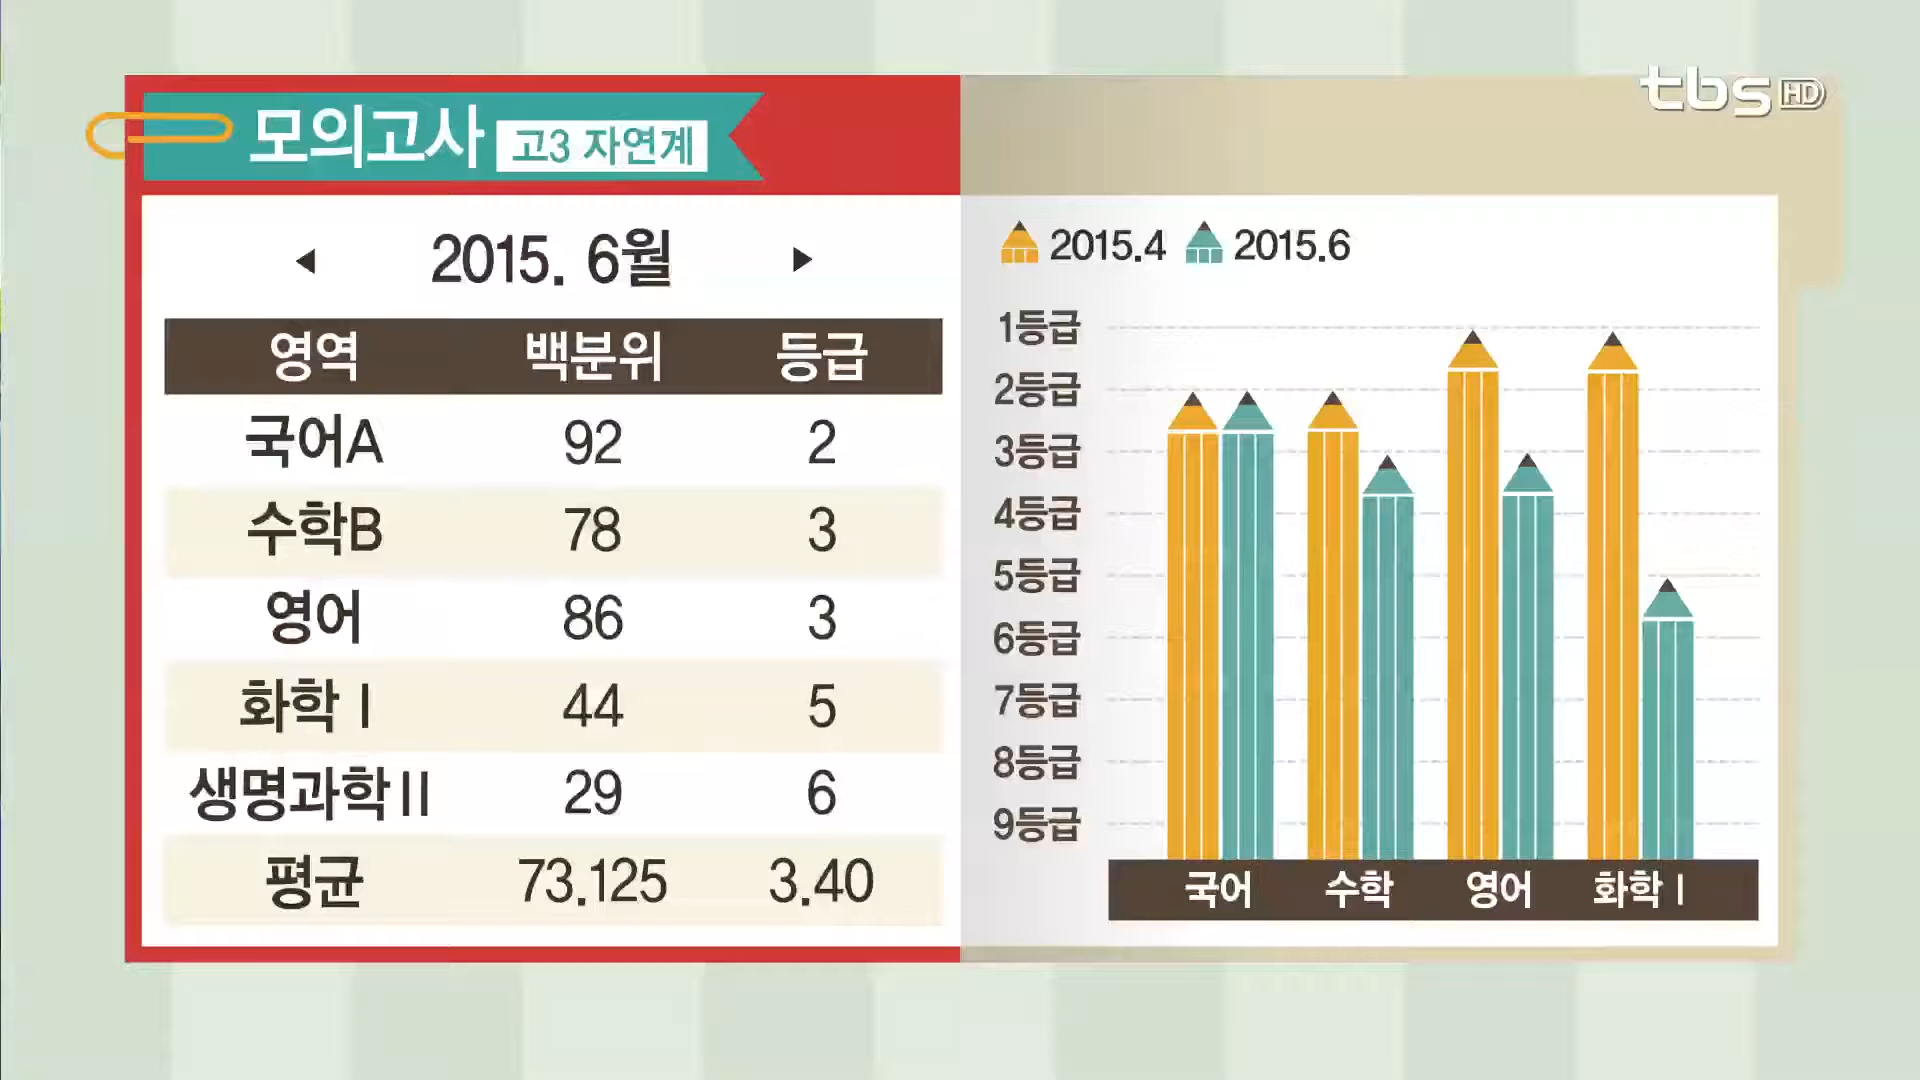 tbs HD
모의고사 고3 자연계
◀ 2015. 6월 ▶
영역 백분위 등급
국어A 92 2
수학B 78 3
영어 86 3
화학Ⅰ 44 5
생명과학Ⅱ 29 6
평균 73.125 3.40
2015.4 2015.6
1등급
2등급
3등급
4등급
5등급
6등급
7등급
8등급
9등급
국어 수학 영어 화학Ⅰ